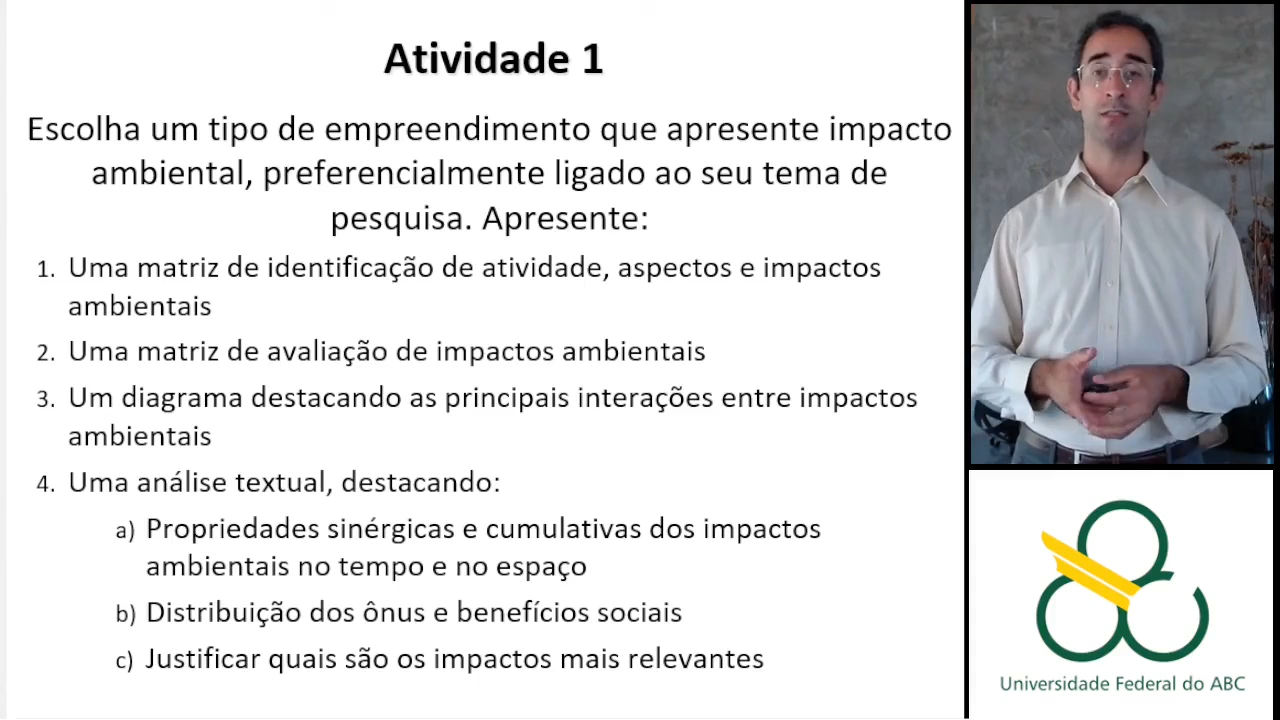 Atividade 1
Escolha um tipo de empreendimento que apresente impacto
ambiental, preferencialmente ligado ao seu tema de
pesquisa. Apresente:
1. Uma matriz de identificação de atividade, aspectos e impactos
ambientais
2. Uma matriz de avaliação de impactos ambientais
3. Um diagrama destacando as principais interações entre impactos
ambientais
4. Uma análise textual, destacando:
a) Propriedades sinérgicas e cumulativas dos impactos
ambientais no tempo e no espaço
b) Distribuição dos ônus e benefícios sociais
c) Justificar quais são os impactos mais relevantes
Universidade Federal do ABC